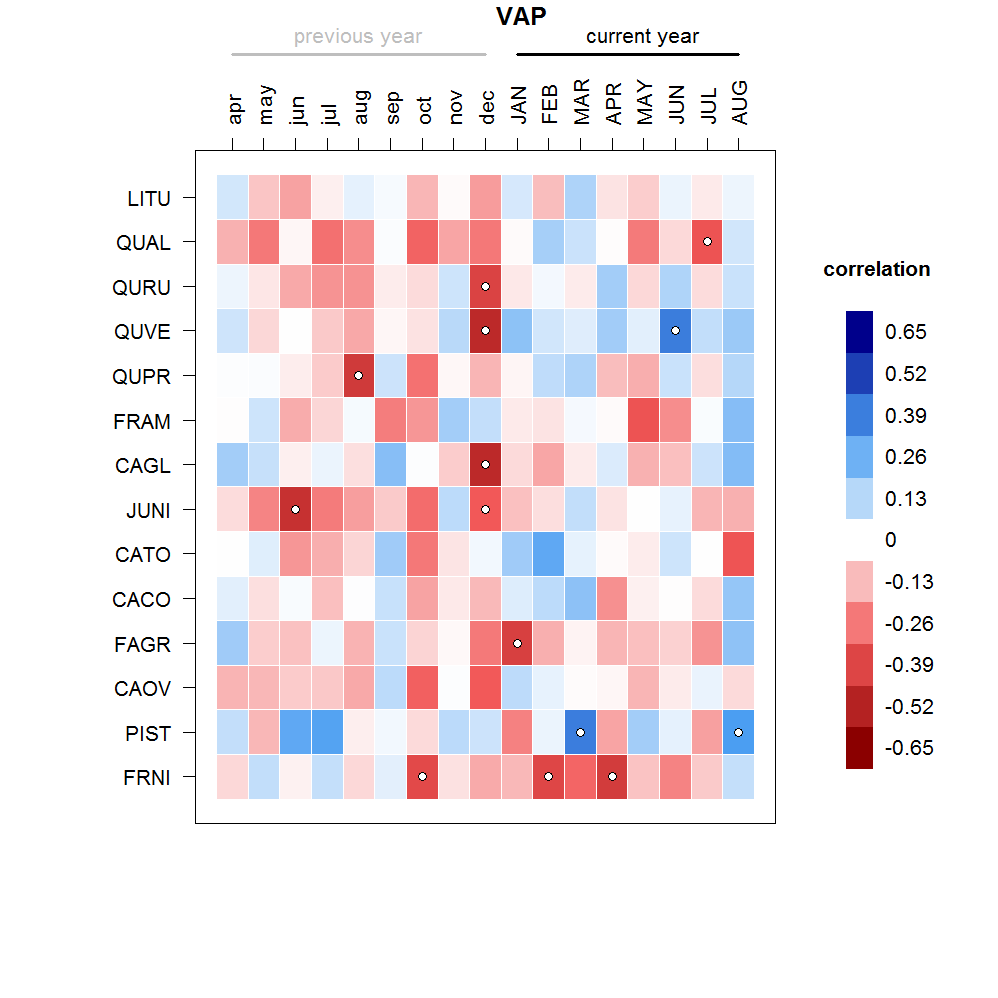 VAP
previous year
current year
apr
may
jun
jul
aug
sep
oct
nov
dec
JAN
FEB
MAR
APR
MAY
JUN
JUL
AUG
LITU
QUAL
QURU
QUVE
QUPR
FRAM
CAGL
JUNI
CATO
CACO
FAGR
CAOV
PIST
FRNI
correlation
0.65
0.52
0.39
0.26
0.13
0
-0.13
-0.26
-0.39
-0.52
-0.65